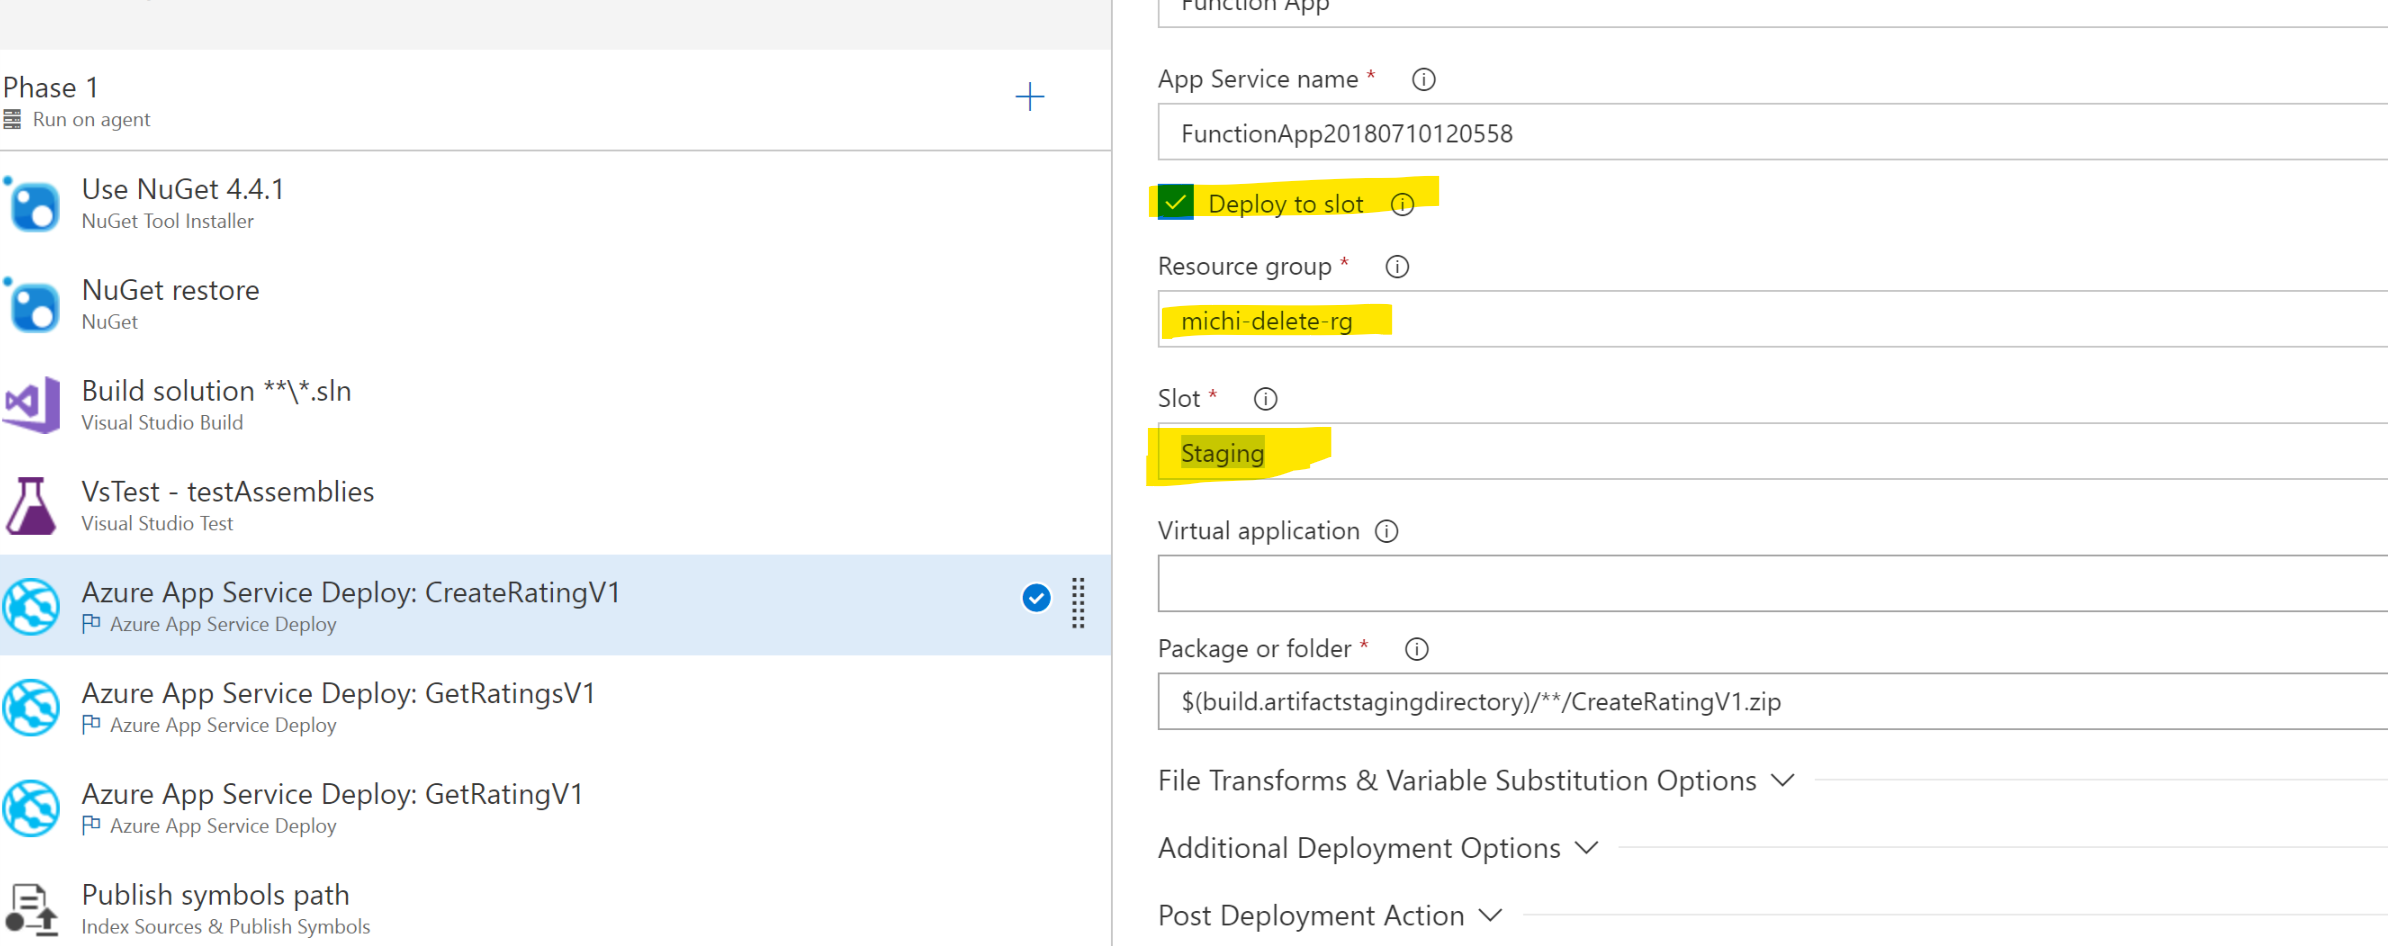 Phase 1
Run on agent
Use NuGet 4.4.1
NuGet Tool Installer
NuGet restore
NuGet
Build solution **\*.sln
Visual Studio Build
VsTest - testAssemblies
Visual Studio Test
Azure App Service Deploy: CreateRatingV1
Azure App Service Deploy
Azure App Service Deploy: GetRatingsV1
Azure App Service Deploy
Azure App Service Deploy: GetRatingV1
Azure App Service Deploy
Publish symbols path
Index Sources & Publish Symbols
Function App
App Service name *
FunctionApp20180710120558
Deploy to slot
Resource group *
michi-delete-rg
Slot *
Staging
Virtual application
Package or folder *
$(build.artifactstagingdirectory)/**/CreateRatingV1.zip
File Transforms & Variable Substitution Options
Additional Deployment Options
Post Deployment Action